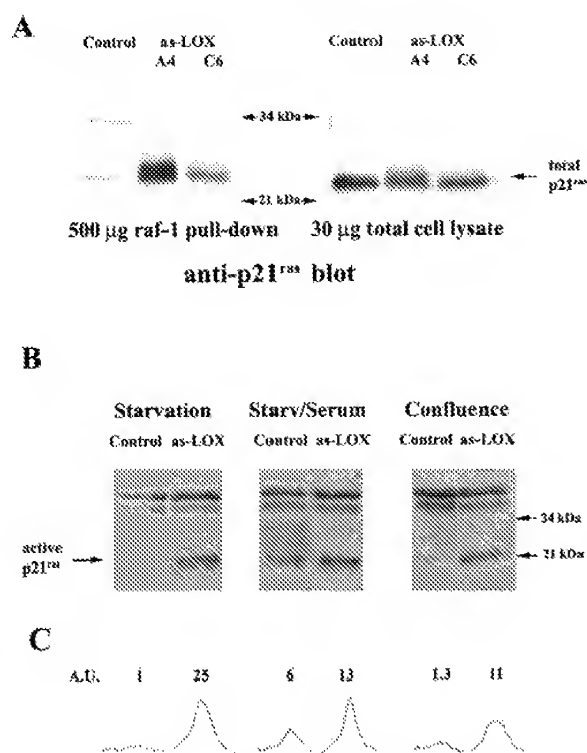 A
Control as-LOX Control as-LOX
A4 C6 A4 C6
34 kDa
total
p21ras
21 kDa
500 µg raf-1 pull-down 30 µg total cell lysate
anti-p21ras blot
B
Starvation Starv/Serum Confluence
Control as-LOX Control as-LOX Control as-LOX
34 kDa
active
p21ras
21 kDa
C
A.U. 1 25 6 13 1.3 11